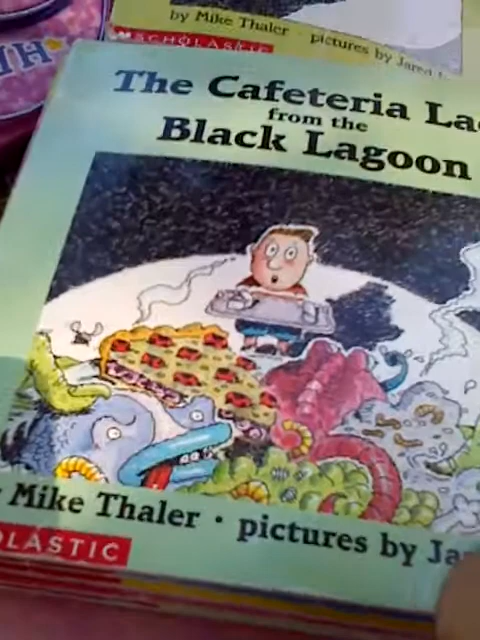 by Mike Thaler · pictures by Jared
SCHOLASTIC
The Cafeteria La
from the
Black Lagoon
Mike Thaler · pictures by Ja
LASTIC